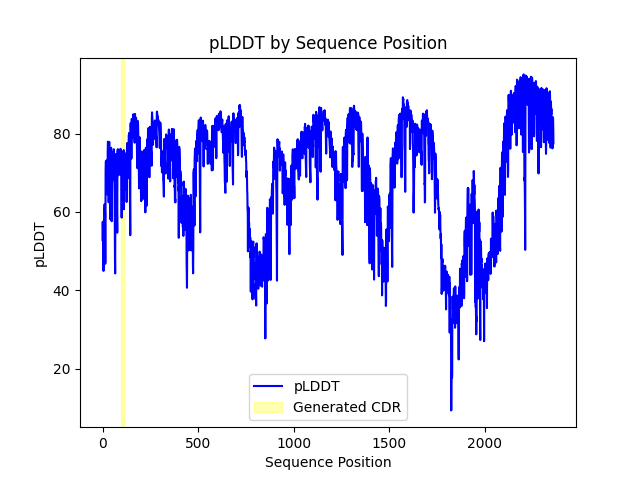 pLDDT by Sequence Position
pLDDT
80
60
40
20
0
500
1000
1500
2000
Sequence Position
pLDDT
Generated CDR